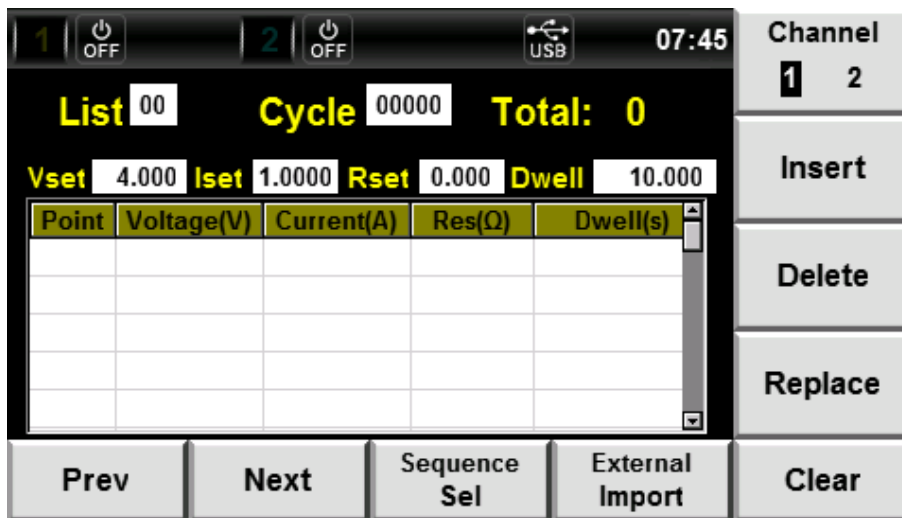 1 OFF 2 OFF USB 07:45
Channel
1 2
List 00 Cycle 00000 Total: 0
Insert
Vset 4.000 Iset 1.0000 Rset 0.000 Dwell 10.000
Point Voltage(V) Current(A) Res(Ω) Dwell(s)
Delete
Replace
Prev Next Sequence Sel External Import Clear